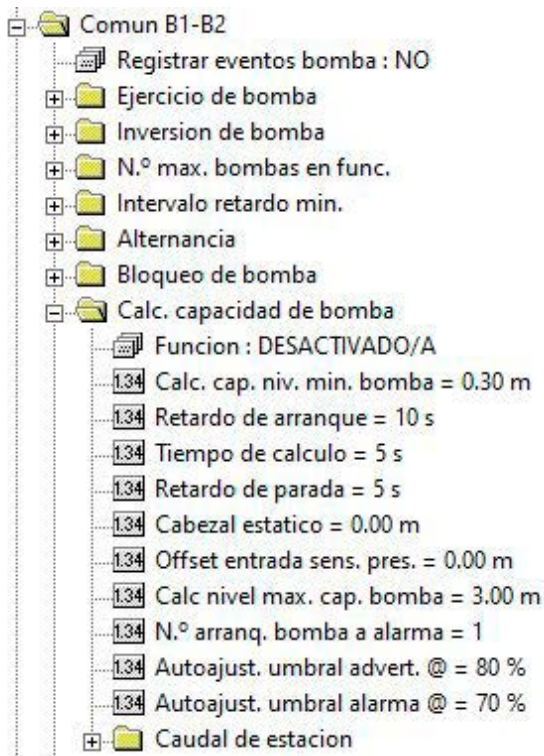 Comun B1-B2
Registrar eventos bomba : NO
Ejercicio de bomba
Inversion de bomba
N.º max. bombas en func.
Intervalo retardo min.
Alternancia
Bloqueo de bomba
Calc. capacidad de bomba
Funcion : DESACTIVADO/A
1.34 Calc. cap. niv. min. bomba = 0.30 m
1.34 Retardo de arranque = 10 s
1.34 Tiempo de calculo = 5 s
1.34 Retardo de parada = 5 s
1.34 Cabezal estatico = 0.00 m
1.34 Offset entrada sens. pres. = 0.00 m
1.34 Calc nivel max. cap. bomba = 3.00 m
1.34 N.º arranq. bomba a alarma = 1
1.34 Autoajust. umbral advert. @ = 80 %
1.34 Autoajust. umbral alarma @ = 70 %
Caudal de estacion